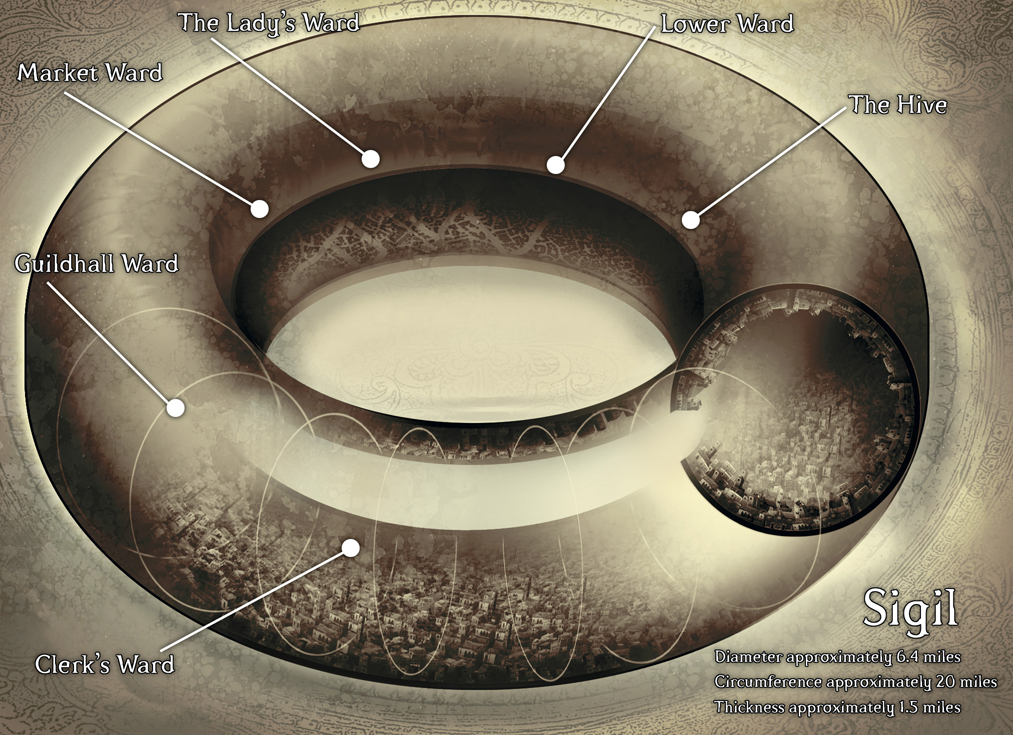 The Lady's Ward
Lower Ward
Market Ward
The Hive
Guildhall Ward
Clerk's Ward
Sigil
Diameter approximately 6.4 miles
Circumference approximately 20 miles
Thickness approximately 1.5 miles